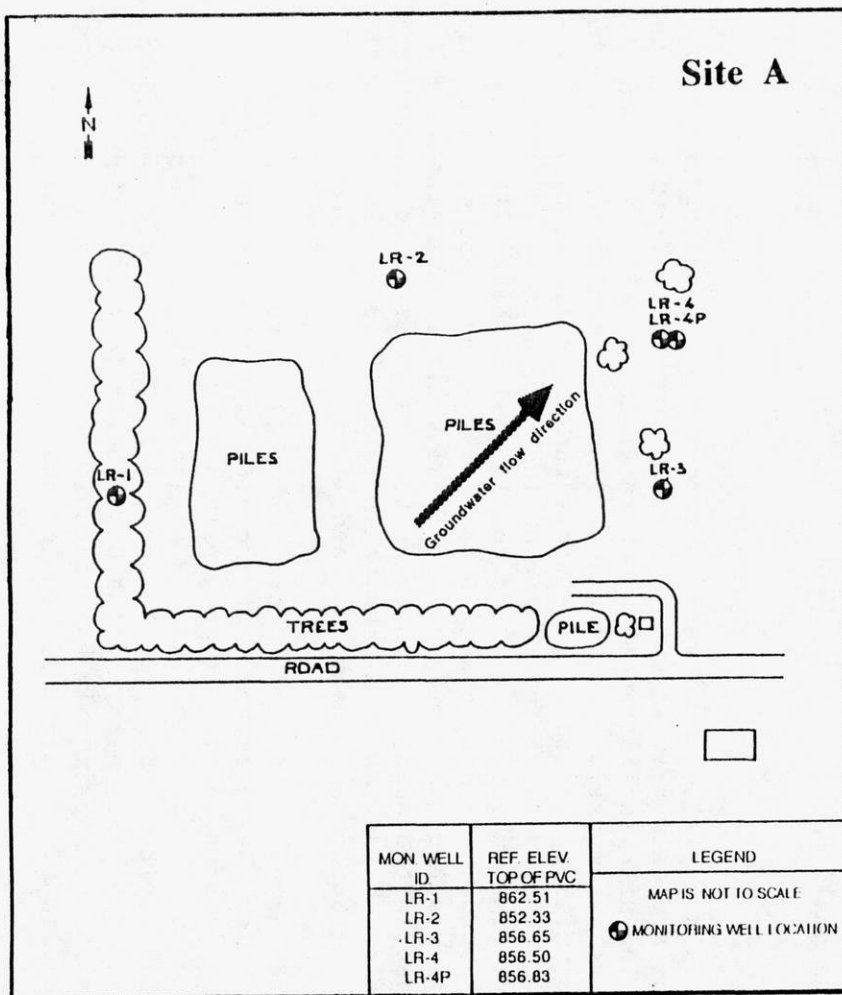 Site A
N
LR-2
LR-4
LR-4P
PILES
PILES
Groundwater flow direction
LR-1
LR-3
TREES
PILE
ROAD
MON. WELL ID
REF. ELEV. TOP OF PVC
LEGEND
LR-1 862.51
LR-2 852.33
LR-3 856.65
LR-4 856.50
LR-4P 856.83
MAP IS NOT TO SCALE
MONITORING WELL LOCATION